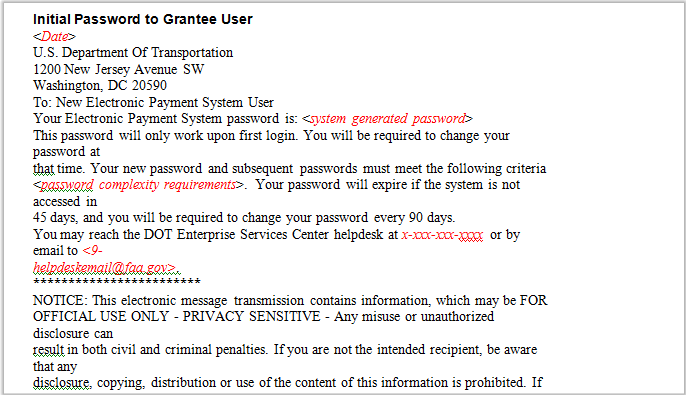 Initial Password to Grantee User
<Date>
U.S. Department Of Transportation
1200 New Jersey Avenue SW
Washington, DC 20590
To: New Electronic Payment System User
Your Electronic Payment System password is: <system generated password>
This password will only work upon first login. You will be required to change your
password at
that time. Your new password and subsequent passwords must meet the following criteria
<password complexity requirements>. Your password will expire if the system is not
accessed in
45 days, and you will be required to change your password every 90 days.
You may reach the DOT Enterprise Services Center helpdesk at x-xxx-xxx-xxxx or by
email to <9-
helpdeskemail@faa.gov>.
************************
NOTICE: This electronic message transmission contains information, which may be FOR
OFFICIAL USE ONLY - PRIVACY SENSITIVE - Any misuse or unauthorized
disclosure can
result in both civil and criminal penalties. If you are not the intended recipient, be aware
that any
disclosure, copying, distribution or use of the content of this information is prohibited. If